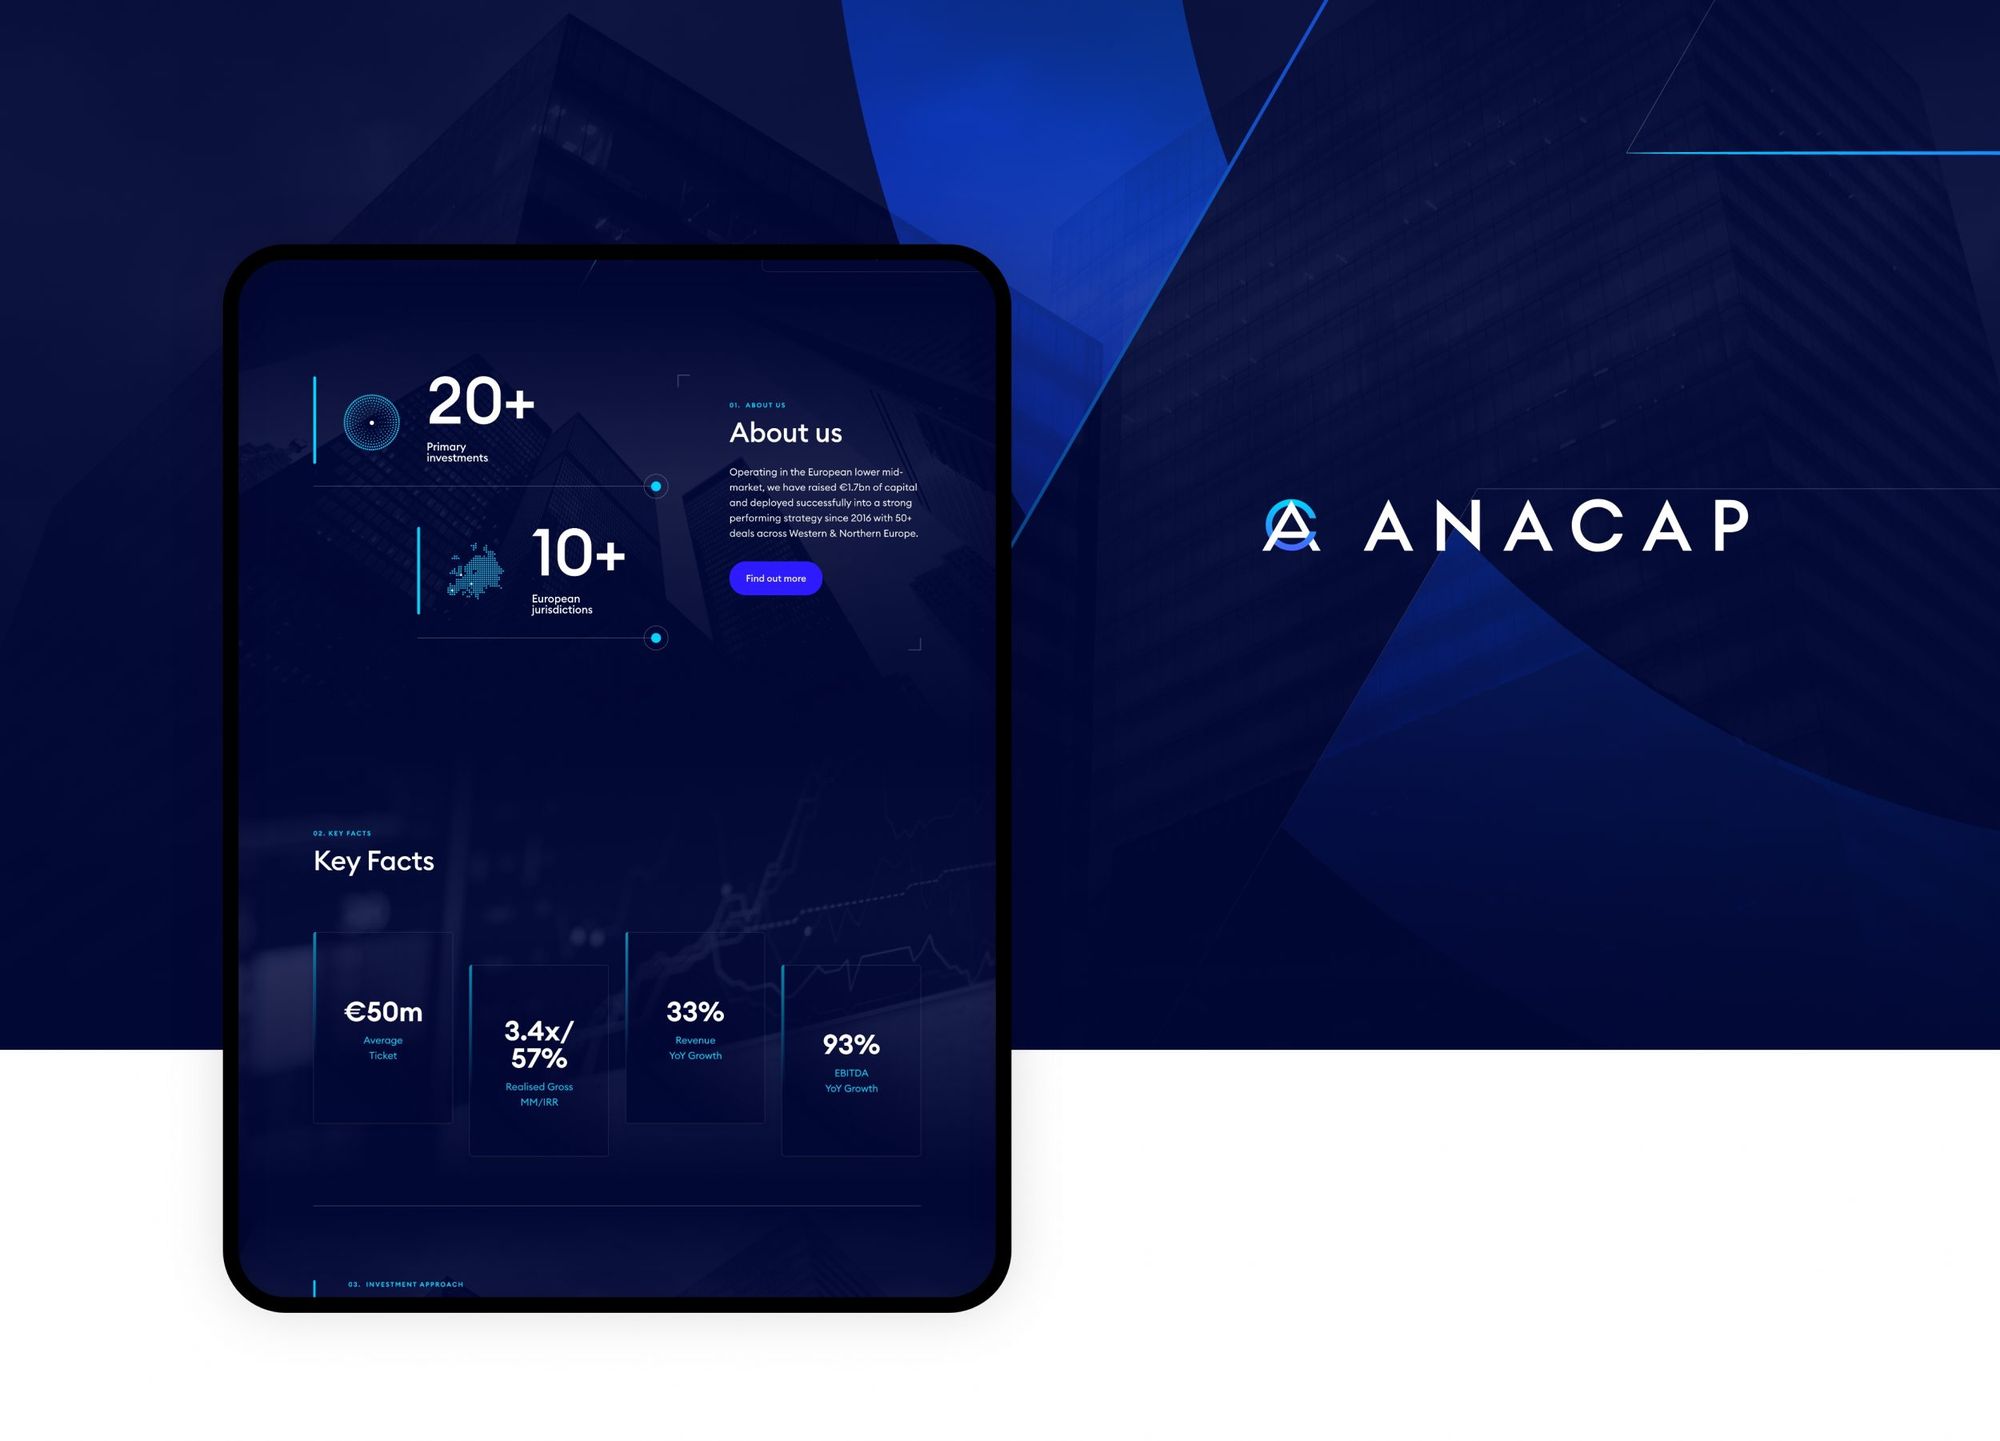 20+
Primary
investments
10+
European
jurisdictions
01. ABOUT US
About us
Operating in the European lower mid-
market, we have raised €1.7bn of capital
and deployed successfully into a strong
performing strategy since 2016 with 50+
deals across Western & Northern Europe.
Find out more
ANACAP
02. KEY FACTS
Key Facts
€50m
Average
Ticket
3.4x/
57%
Realised Gross
MM/IRR
33%
Revenue
YoY Growth
93%
EBITDA
YoY Growth
03. INVESTMENT APPROACH